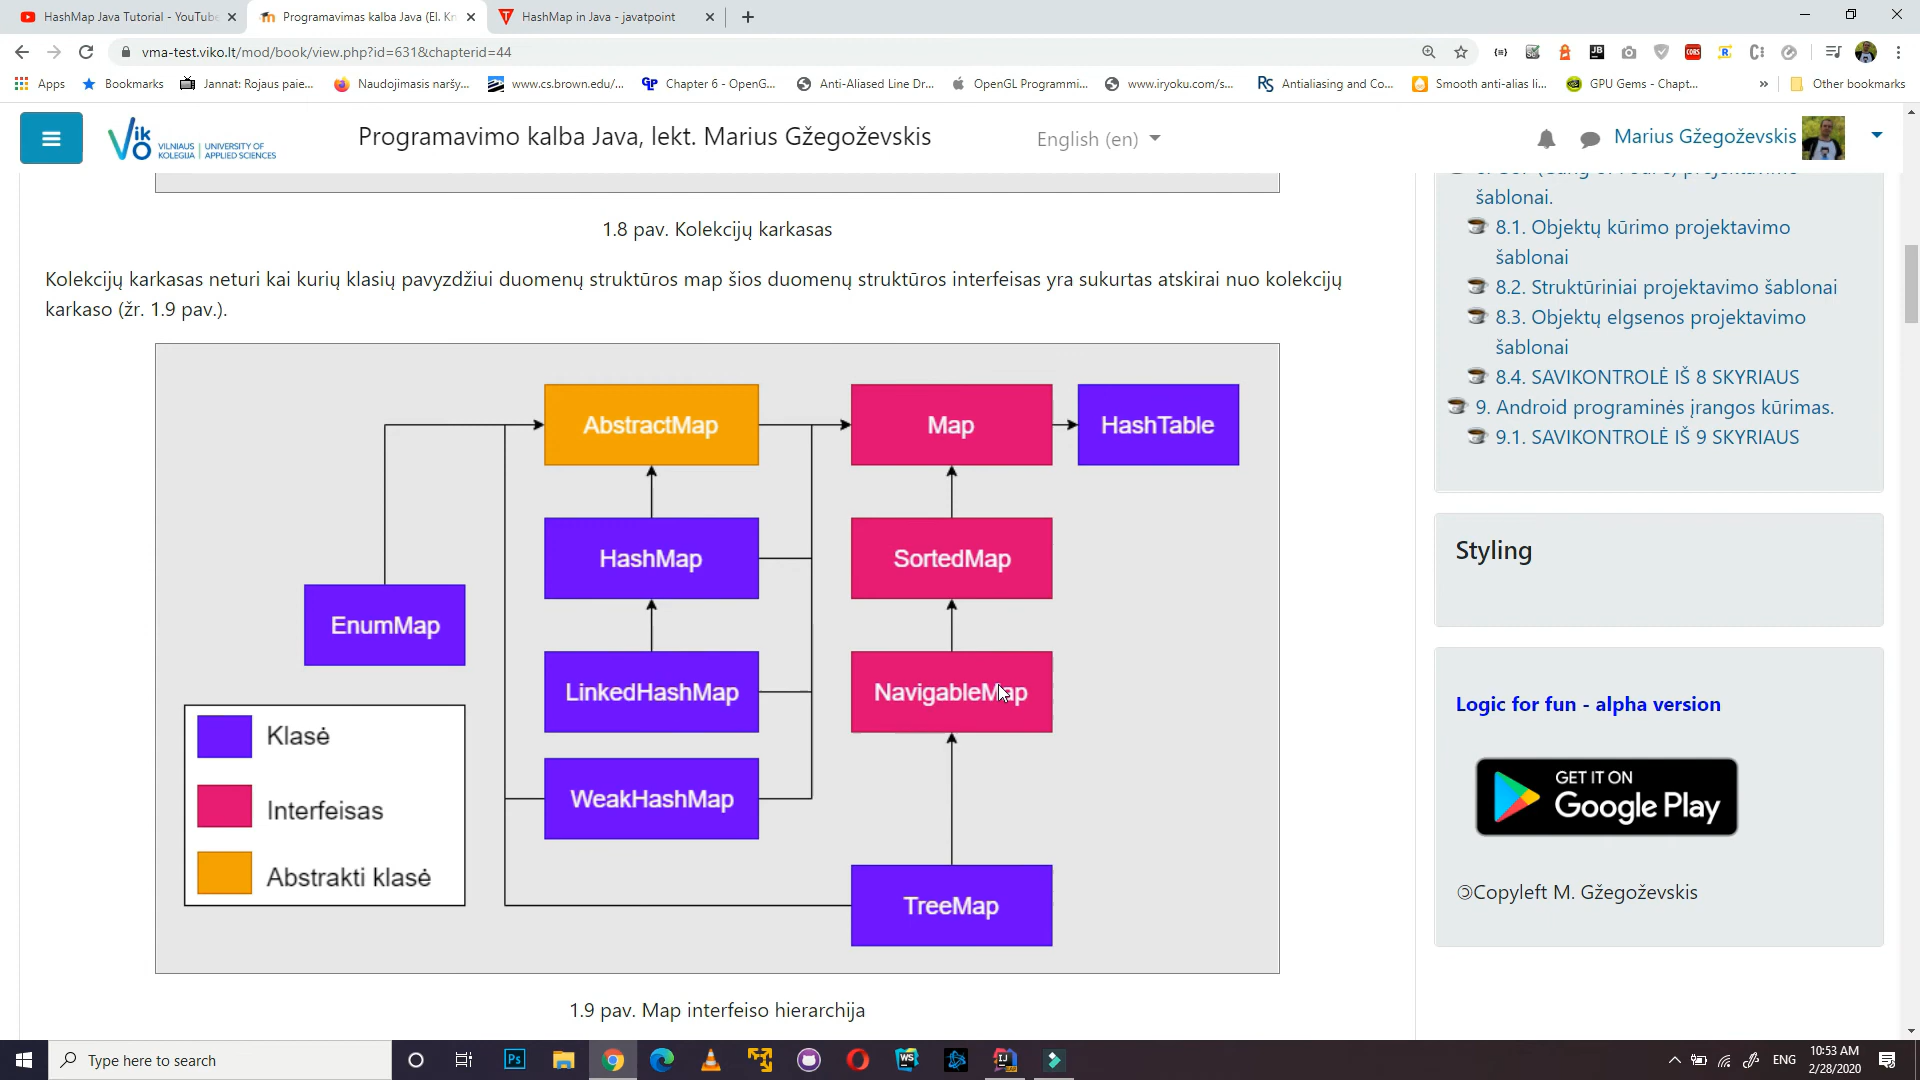 HashMap Java Tutorial - YouTube
Programavimas kalba Java (El. Kn
HashMap in Java - javatpoint
vma-test.viko.lt/mod/book/view.php?id=631&chapterid=44
Apps
Bookmarks
Jannat: Rojaus paie...
Naudojimasis naršy...
www.cs.brown.edu/...
Chapter 6 - OpenG...
Anti-Aliased Line Dr...
OpenGL Programmi...
www.iryoku.com/s...
Antialiasing and Co...
Smooth anti-alias li...
GPU Gems - Chapt...
Other bookmarks
VILNIAUS KOLEGIJA
UNIVERSITY OF APPLIED SCIENCES
Programavimo kalba Java, lekt. Marius Gžegoževskis
English (en)
Marius Gžegoževskis
1.8 pav. Kolekcijų karkasas
Kolekcijų karkasas neturi kai kurių klasių pavyzdžiui duomenų struktūros map šios duomenų struktūros interfeisas yra sukurtas atskirai nuo kolekcijų
karkaso (žr. 1.9 pav.).
AbstractMap
Map
HashTable
HashMap
SortedMap
EnumMap
LinkedHashMap
NavigableMap
WeakHashMap
TreeMap
Klasė
Interfeisas
Abstrakti klasė
1.9 pav. Map interfeiso hierarchija
šablonai.
8.1. Objektų kūrimo projektavimo
šablonai
8.2. Struktūriniai projektavimo šablonai
8.3. Objektų elgsenos projektavimo
šablonai
8.4. SAVIKONTROLĖ IŠ 8 SKYRIAUS
9. Android programinės įrangos kūrimas.
9.1. SAVIKONTROLĖ IŠ 9 SKYRIAUS
Styling
Logic for fun - alpha version
GET IT ON
Google Play
Copyleft M. Gžegoževskis
Type here to search
ENG
10:53 AM
2/28/2020